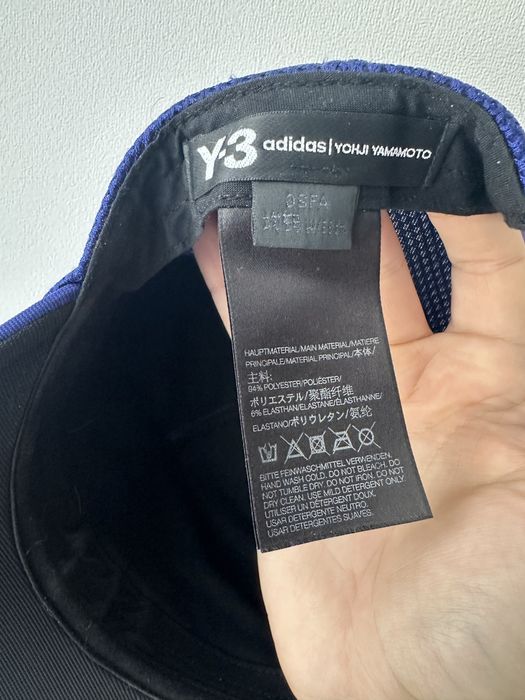 Y-3 adidas | YOHJI YAMAMOTO
OSFA
HAUPTMATERIAL/MAIN MATERIAL/MATIERE
PRINCIPALE/MATERIAL PRINCIPAL/本体/
主料:
94% POLYESTER/POLIÉSTER/
ポリエステル/聚酯纤维
6% ELASTHAN/ELASTANE/ÉLASTHANNE/
ELASTANO/ポリウレタン/氨纶
BITTE FEINWASCHMITTEL VERWENDEN.
HAND WASH COLD. DO NOT BLEACH. DO
NOT TUMBLE DRY. DO NOT IRON. DO NOT
DRY CLEAN. USE MILD DETERGENT ONLY.
UTILISER UN DÉTERGENT DOUX.
USAR DETERGENTE NEUTRO.
USAR DETERGENTES SUAVES.